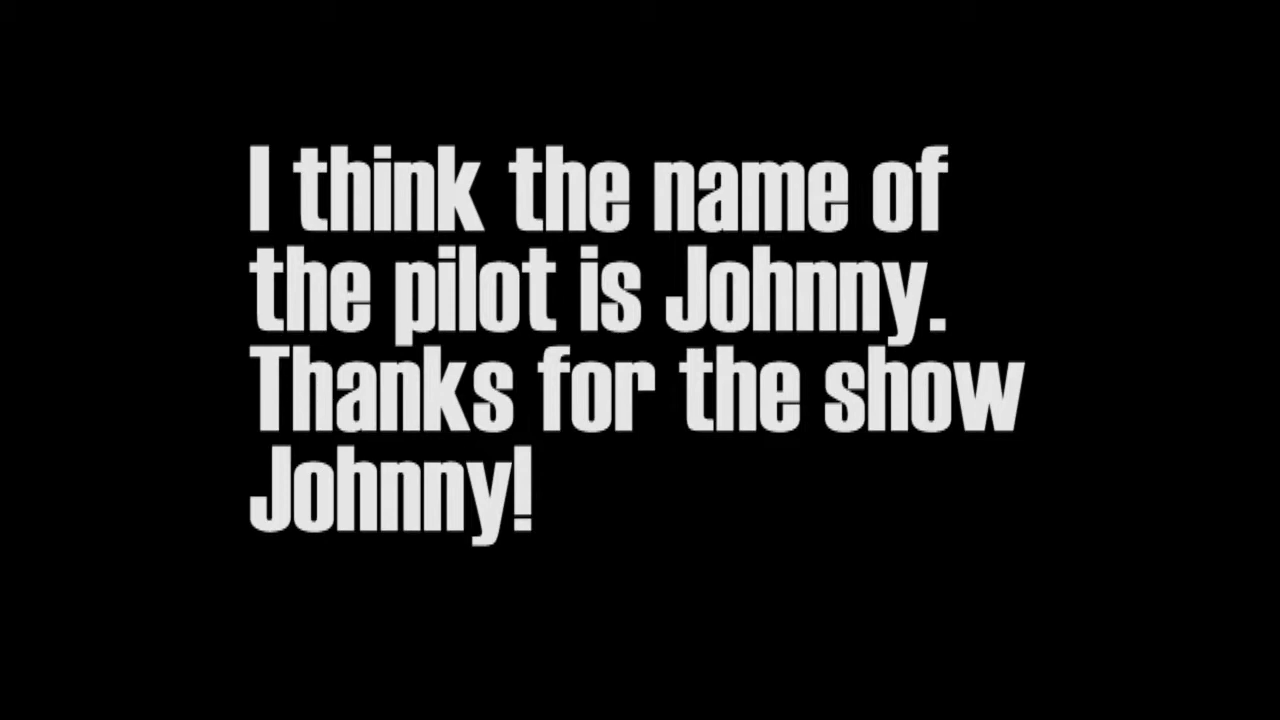 I think the name of
the pilot is Johnny.
Thanks for the show
Johnny!